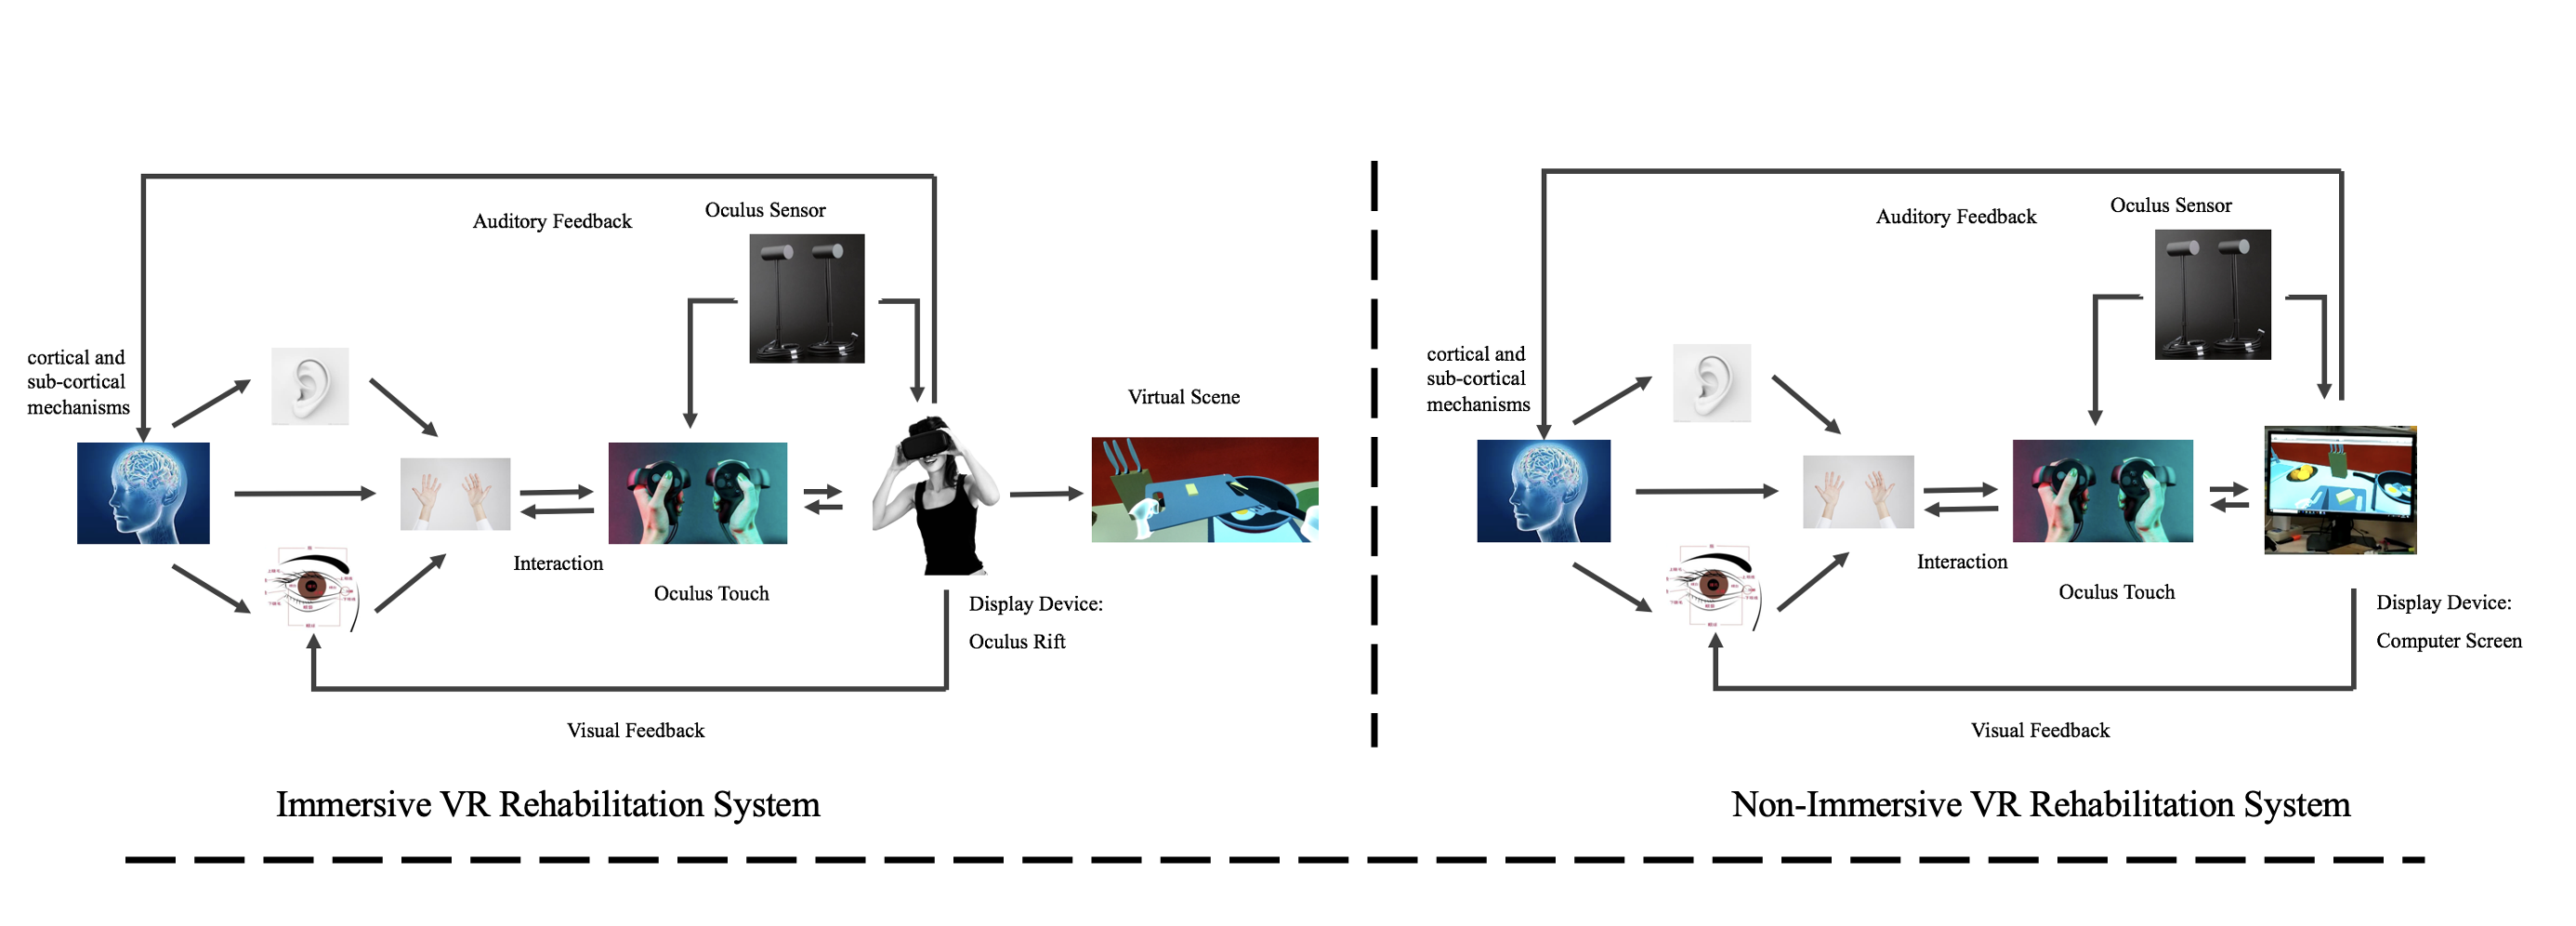 Auditory Feedback
Oculus Sensor
cortical and
sub-cortical
mechanisms
Virtual Scene
Interaction
Oculus Touch
Display Device:
Oculus Rift
Visual Feedback
Immersive VR Rehabilitation System
Auditory Feedback
Oculus Sensor
cortical and
sub-cortical
mechanisms
Interaction
Oculus Touch
Display Device:
Computer Screen
Visual Feedback
Non-Immersive VR Rehabilitation System